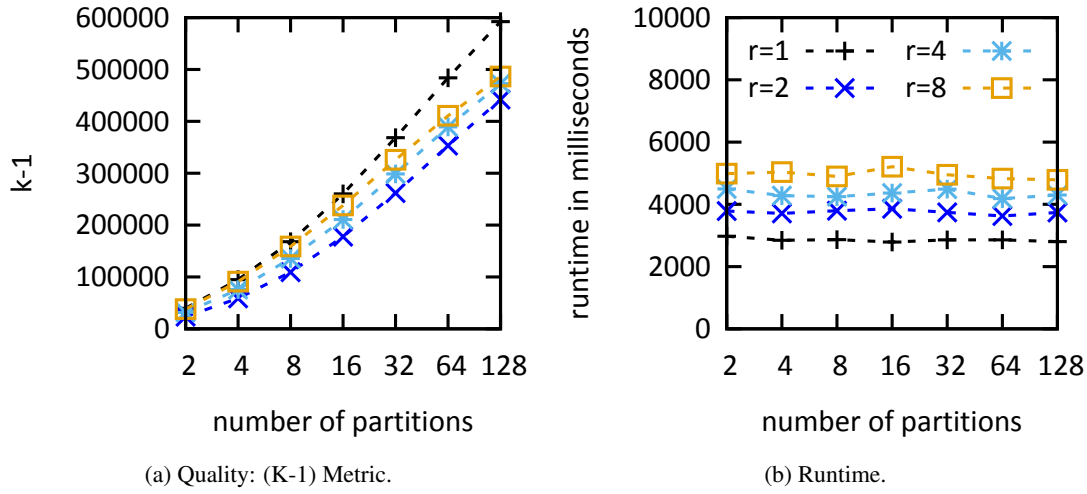 600000
500000
400000
300000
200000
100000
0
k-1
2 4 8 16 32 64 128
number of partitions
(a) Quality: (K-1) Metric.
10000
8000
6000
4000
2000
0
runtime in milliseconds
r=1 r=4
r=2 r=8
2 4 8 16 32 64 128
number of partitions
(b) Runtime.